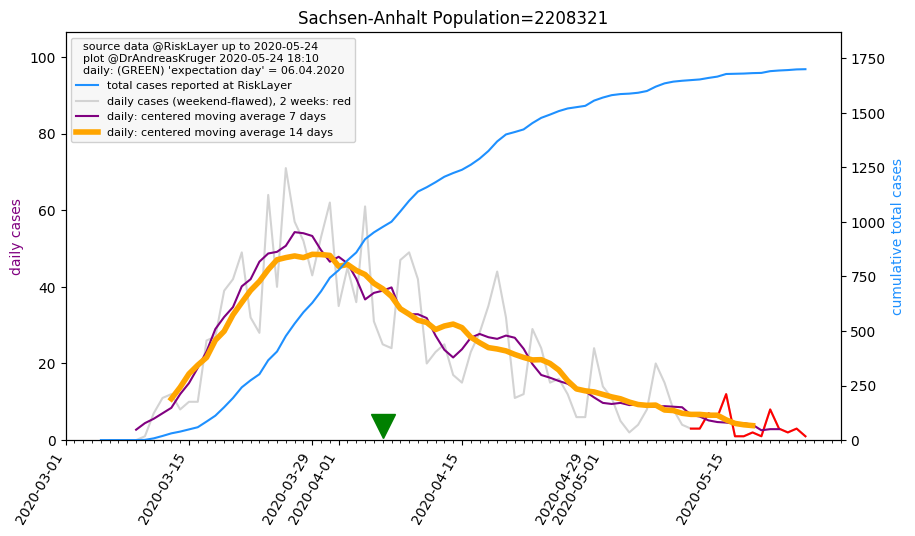 Sachsen-Anhalt Population=2208321
source data @RiskLayer up to 2020-05-24
plot @DrAndreasKruger 2020-05-24 18:10
daily: (GREEN) 'expectation day' = 06.04.2020
total cases reported at RiskLayer
daily cases (weekend-flawed), 2 weeks: red
daily: centered moving average 7 days
daily: centered moving average 14 days
daily cases
100
80
60
40
20
0
cumulative total cases
1750
1500
1250
1000
750
500
250
0
2020-03-01
2020-03-15
2020-03-29
2020-04-01
2020-04-15
2020-04-29
2020-05-01
2020-05-15